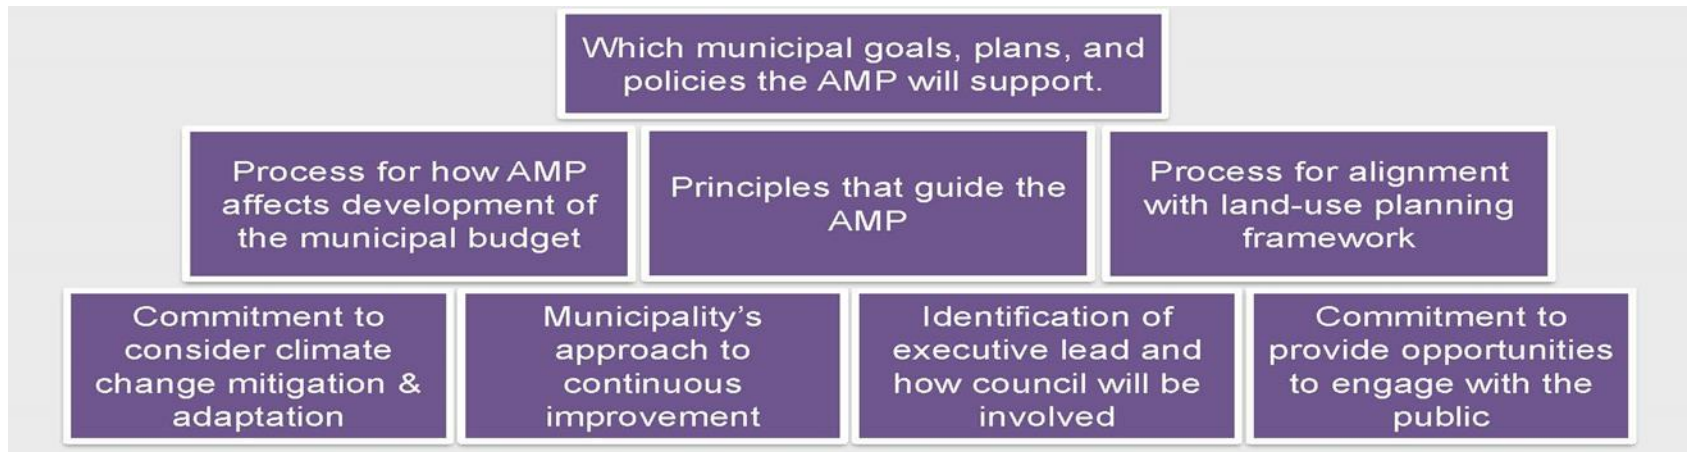 Which municipal goals, plans, and
policies the AMP will support.
Process for how AMP
affects development of
the municipal budget
Principles that guide the
AMP
Process for alignment
with land-use planning
framework
Commitment to
consider climate
change mitigation &
adaptation
Municipality's
approach to
continuous
improvement
Identification of
executive lead and
how council will be
involved
Commitment to
provide opportunities
to engage with the
public